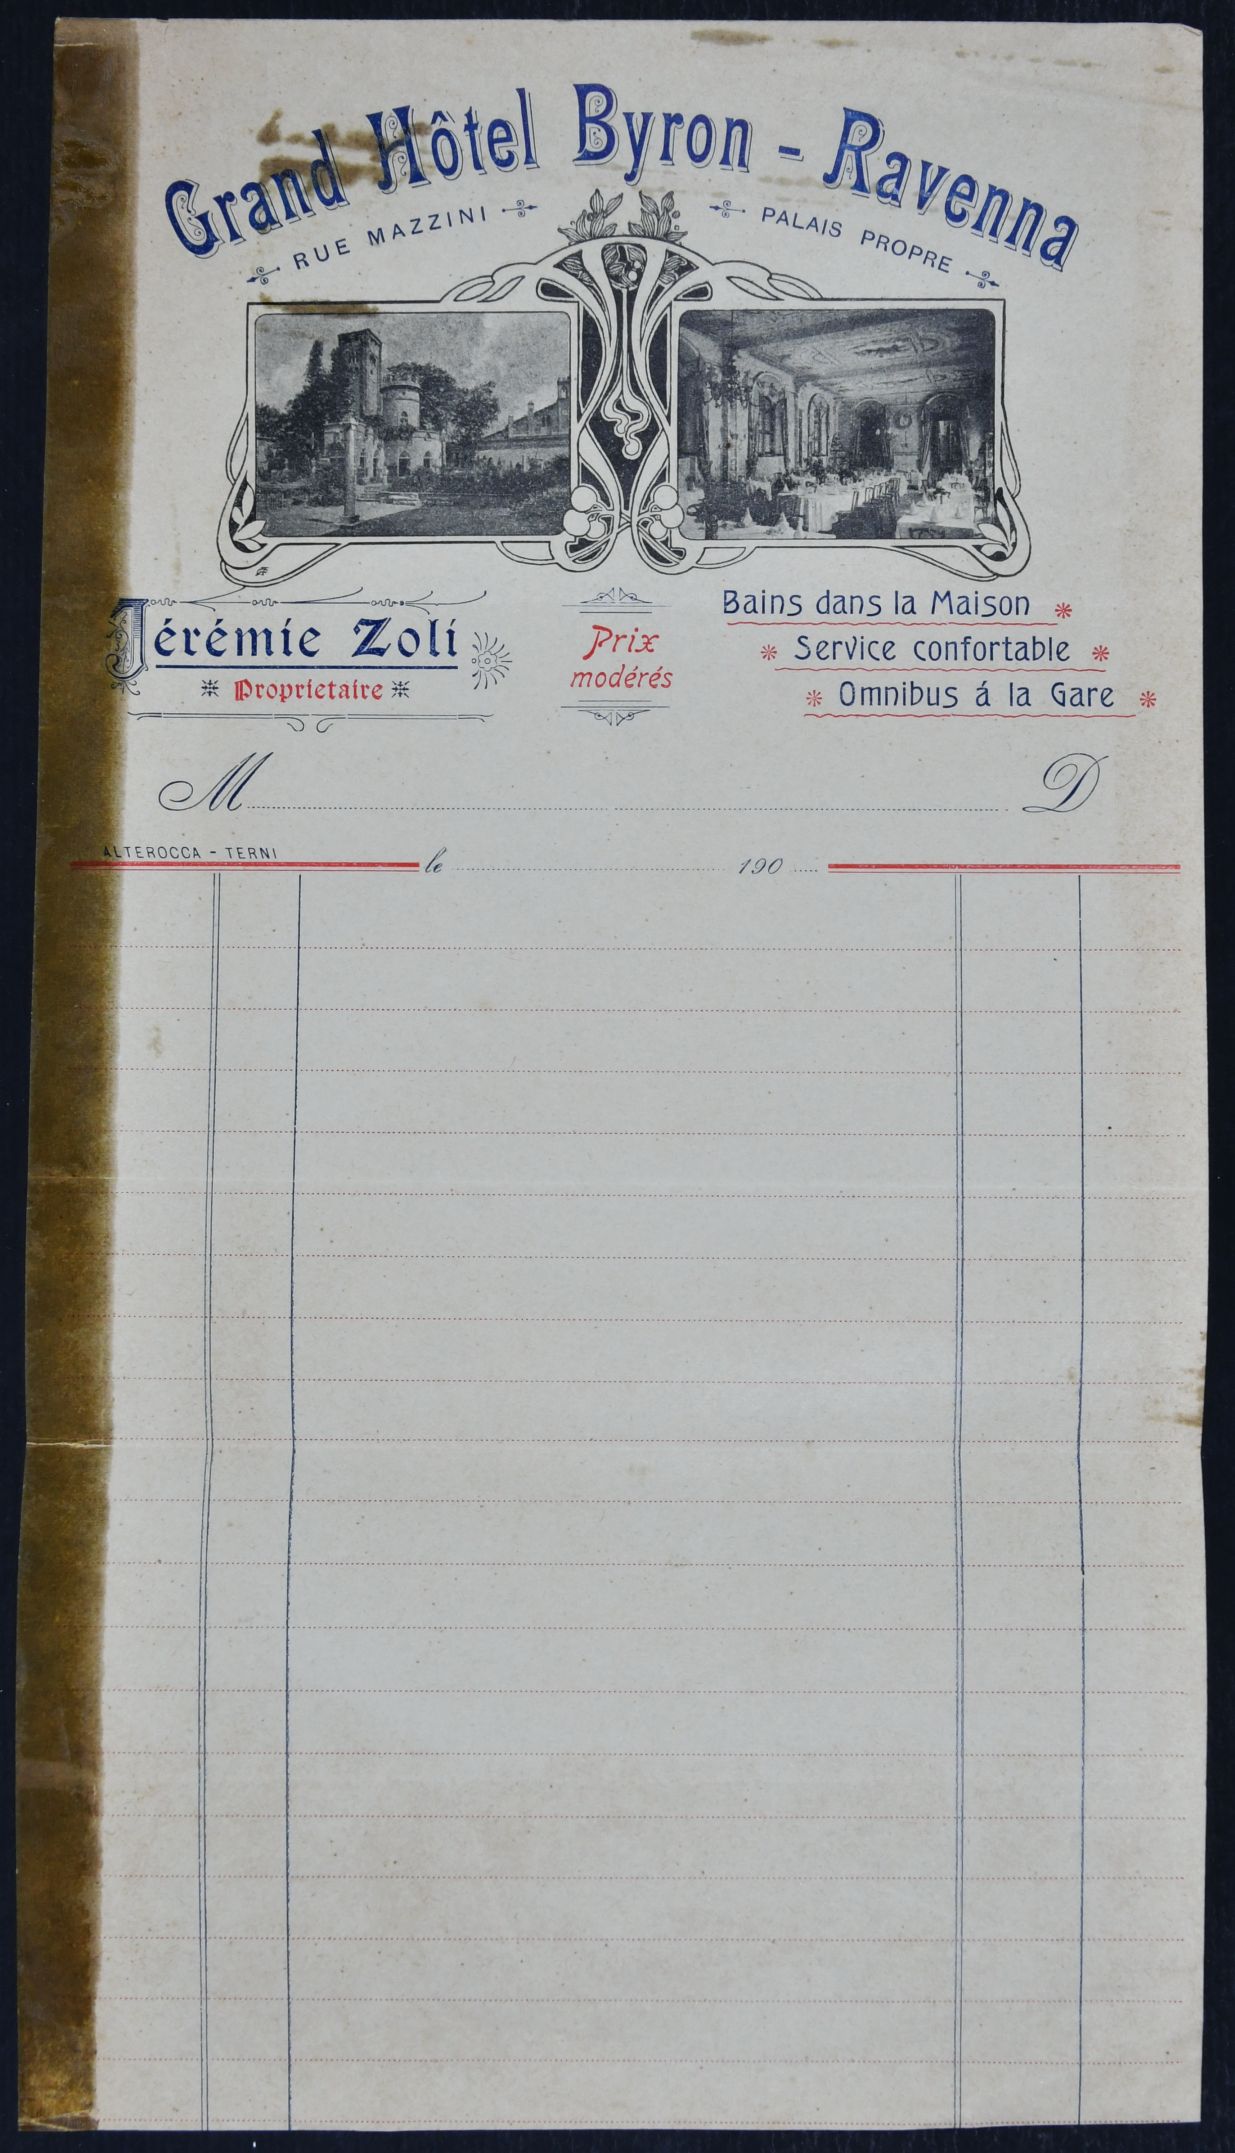 Grand Hôtel Byron - Ravenna
RUE MAZZINI
PALAIS PROPRE
Jérémie Zoli
Proprietaire
Prix
modérés
Bains dans la Maison
Service confortable
Omnibus á la Gare
M D
ALTEROCCA - TERNI
le 190